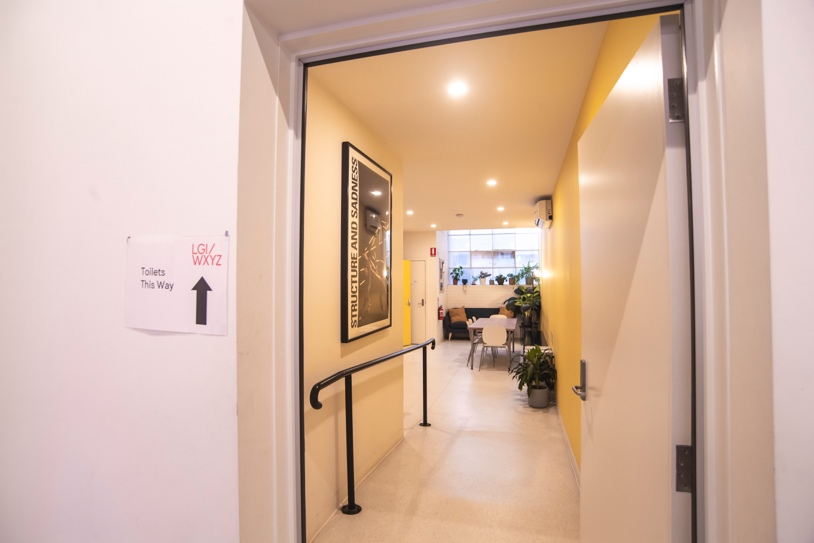 LGI/
WXYZ
Toilets
This Way
STRUCTURE AND SADNESS